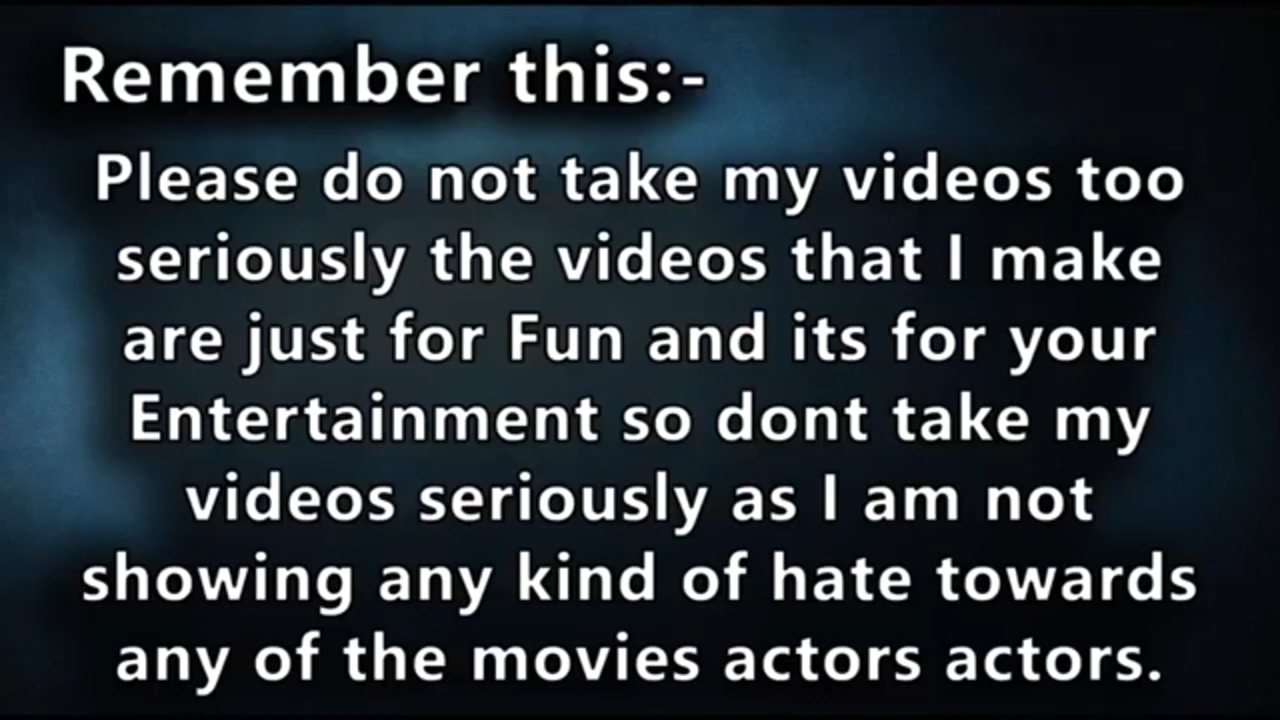 Remember this:-
Please do not take my videos too
seriously the videos that I make
are just for Fun and its for your
Entertainment so dont take my
videos seriously as I am not
showing any kind of hate towards
any of the movies actors actors.